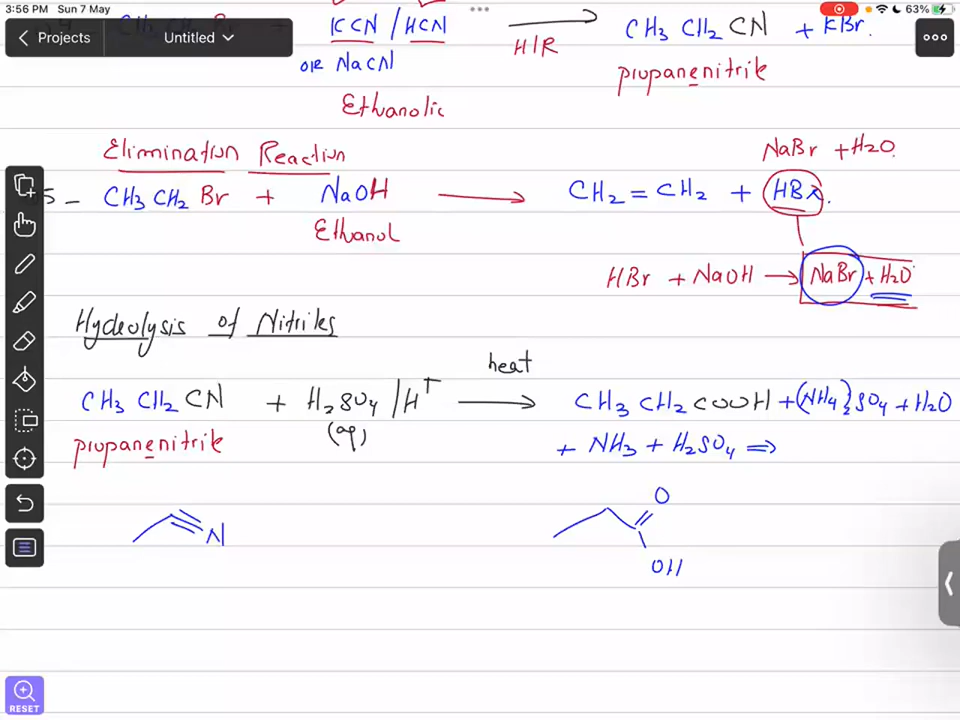 3:56 PM Sun 7 May
63%
Projects
Untitled
KCN / HCN
OR NaCN
Ethanolic
H/R
CH3 CH2 CN + KBr.
propanenitrile
Elimination Reaction
NaBr + H2O.
CH3 CH2 Br + NaOH
Ethanol
CH2 = CH2 + HBr.
HBr + NaOH → NaBr + H2O
Hydrolysis of Nitriles
heat
CH3 CH2 CN + H2SO4 / H+ → CH3 CH2 COOH + (NH4)2SO4 + H2O
(aq)
propanenitrile
+ NH3 + H2SO4 ⇒
N
O
OH
RESET